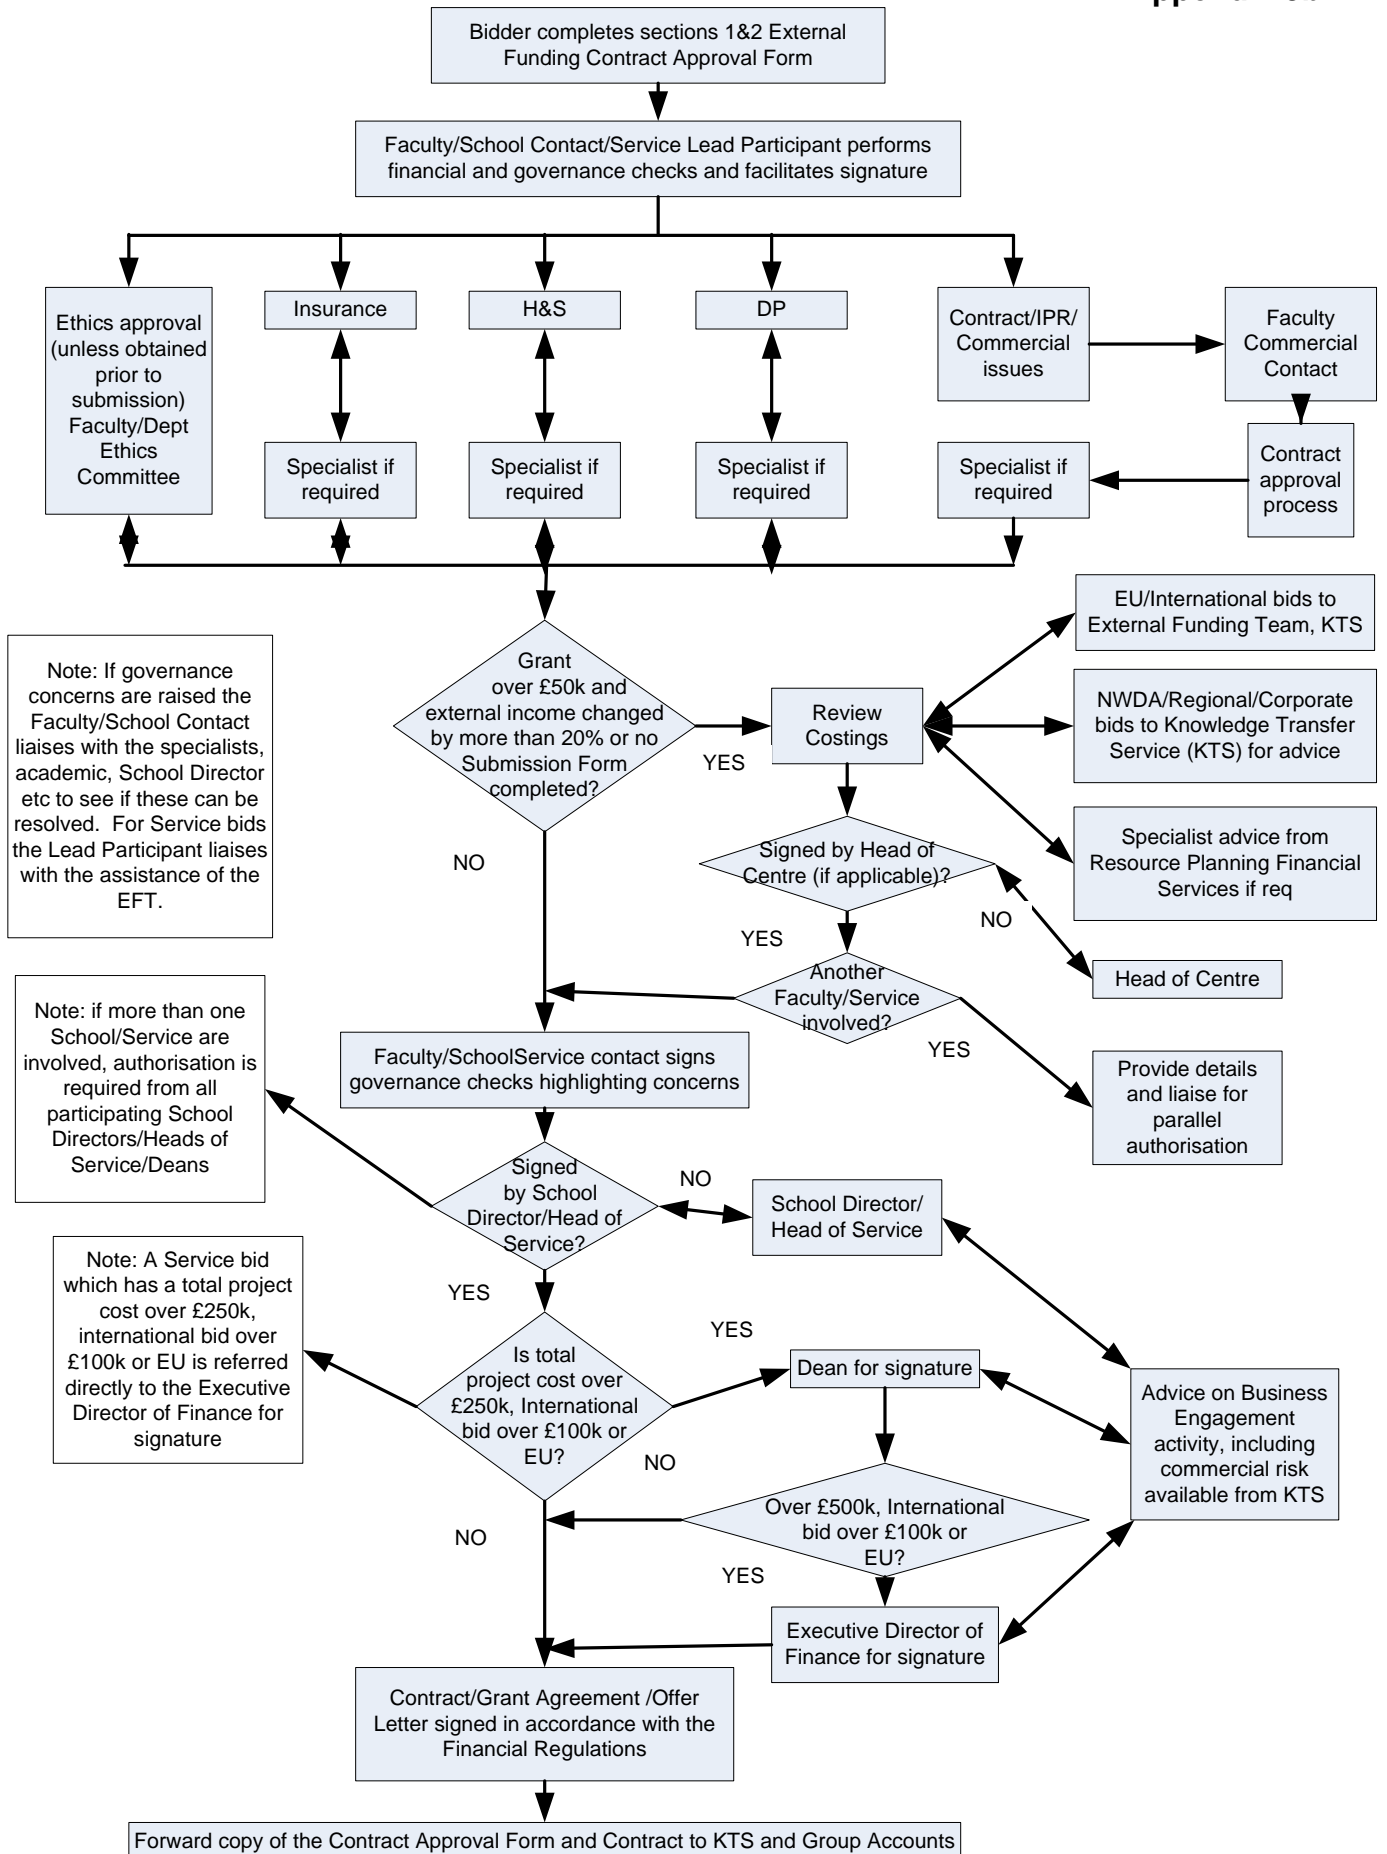 Bidder completes sections 1&2 External
Funding Contract Approval Form
Faculty/School Contact/Service Lead Participant performs
financial and governance checks and facilitates signature
Ethics approval
(unless obtained
prior to
submission)
Faculty/Dept
Ethics
Committee
Insurance
H&S
DP
Contract/IPR/
Commercial
issues
Faculty
Commercial
Contact
Specialist if
required
Specialist if
required
Specialist if
required
Specialist if
required
Contract
approval
process
EU/International bids to
External Funding Team, KTS
Note: If governance
concerns are raised the
Faculty/School Contact
liaises with the specialists,
academic, School Director
etc to see if these can be
resolved. For Service bids
the Lead Participant liaises
with the assistance of the
EFT.
Grant
over £50k and
external income changed
by more than 20% or no
Submission Form
completed?
YES
Review
Costings
NWDA/Regional/Corporate
bids to Knowledge Transfer
Service (KTS) for advice
Specialist advice from
Resource Planning Financial
Services if req
NO
Signed by Head of
Centre (if applicable)?
NO
YES
Head of Centre
Another
Faculty/Service
involved?
YES
Provide details
and liaise for
parallel
authorisation
Note: if more than one
School/Service are
involved, authorisation is
required from all
participating School
Directors/Heads of
Service/Deans
Faculty/SchoolService contact signs
governance checks highlighting concerns
Signed
by School
Director/Head of
Service?
NO
School Director/
Head of Service
YES
Note: A Service bid
which has a total project
cost over £250k,
international bid over
£100k or EU is referred
directly to the Executive
Director of Finance for
signature
Is total
project cost over
£250k, International
bid over £100k or
EU?
YES
Dean for signature
NO
Advice on Business
Engagement
activity, including
commercial risk
available from KTS
Over £500k, International
bid over £100k or
EU?
NO
YES
Executive Director of
Finance for signature
Contract/Grant Agreement /Offer
Letter signed in accordance with the
Financial Regulations
Forward copy of the Contract Approval Form and Contract to KTS and Group Accounts